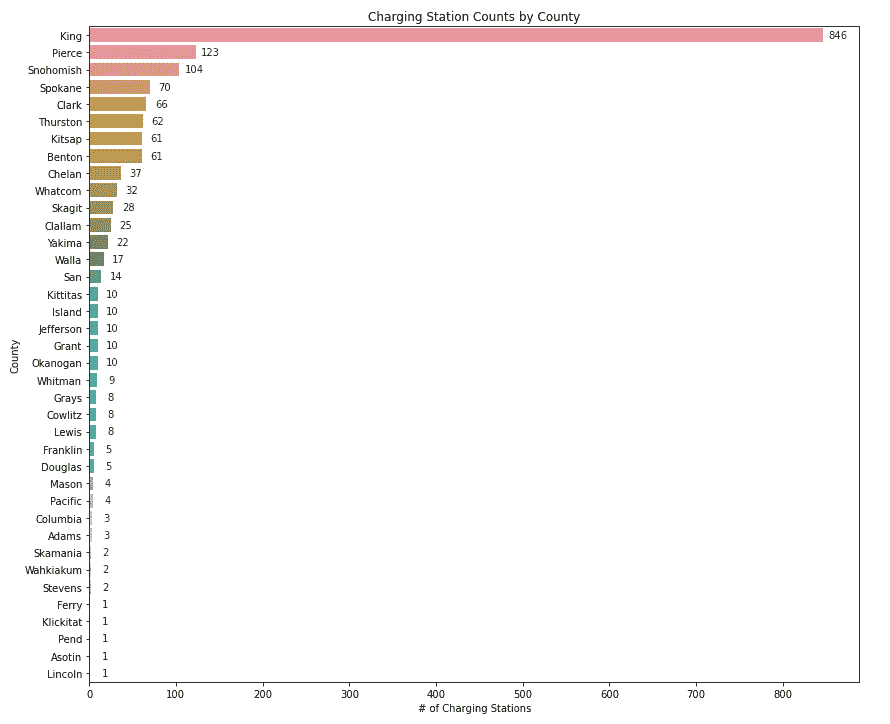 Charging Station Counts by County
King 846
Pierce 123
Snohomish 104
Spokane 70
Clark 66
Thurston 62
Kitsap 61
Benton 61
Chelan 37
Whatcom 32
Skagit 28
Clallam 25
Yakima 22
Walla 17
San 14
Kittitas 10
Island 10
Jefferson 10
Grant 10
Okanogan 10
Whitman 9
Grays 8
Cowlitz 8
Lewis 8
Franklin 5
Douglas 5
Mason 4
Pacific 4
Columbia 3
Adams 3
Skamania 2
Wahkiakum 2
Stevens 2
Ferry 1
Klickitat 1
Pend 1
Asotin 1
Lincoln 1
County
0 100 200 300 400 500 600 700 800
# of Charging Stations